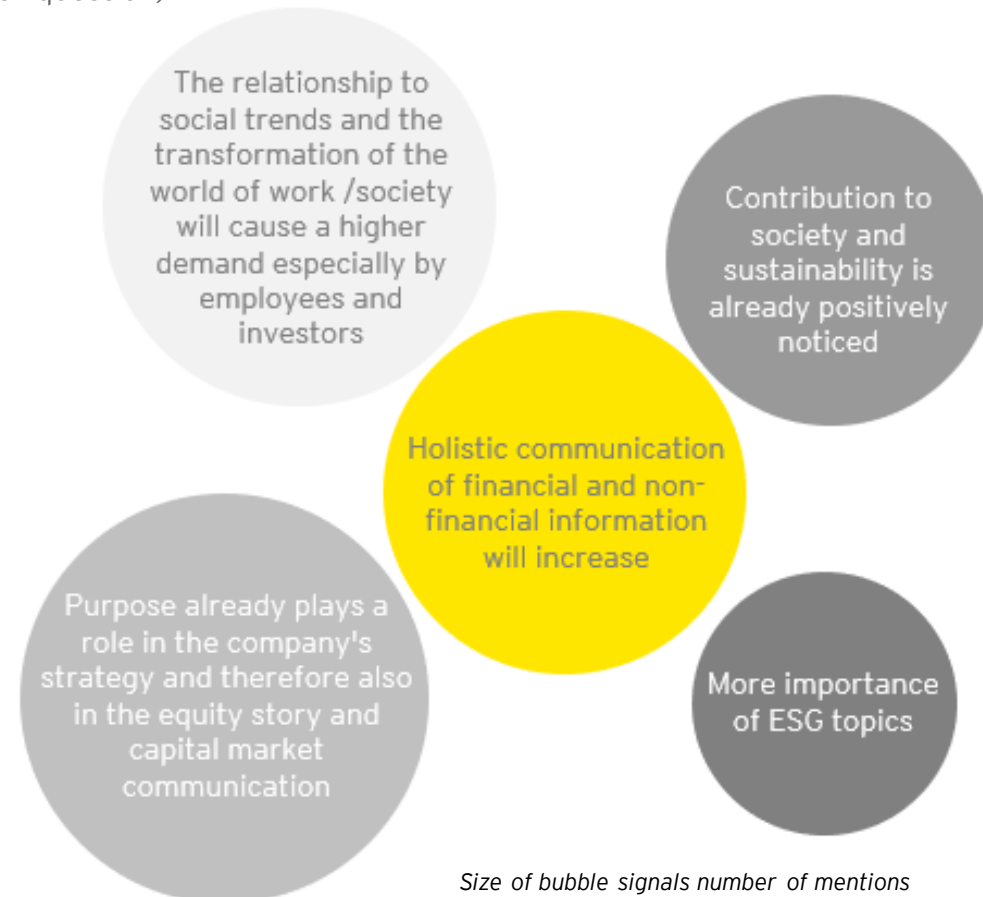 The relationship to
social trends and the
transformation of the
world of work /society
will cause a higher
demand especially by
employees and
investors
Contribution to
society and
sustainability is
already positively
noticed
Holistic communication
of financial and non-
financial information
will increase
Purpose already plays a
role in the company's
strategy and therefore also
in the equity story and
capital market
communication
More importance
of ESG topics
Size of bubble signals number of mentions